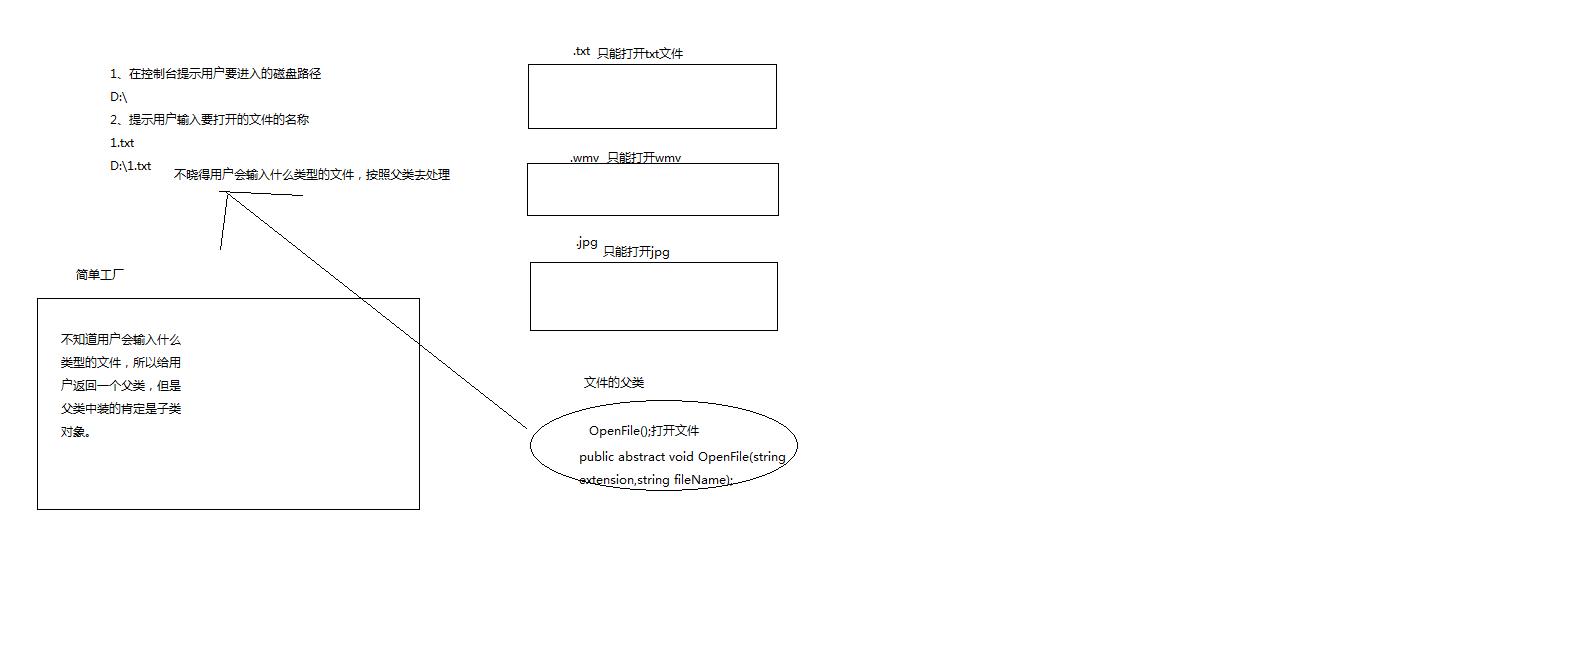 1、在控制台提示用户要进入的磁盘路径
D:\
2、提示用户输入要打开的文件的名称
1.txt
D:\1.txt
不晓得用户会输入什么类型的文件，按照父类去处理
简单工厂
不知道用户会输入什么
类型的文件，所以给用
户返回一个父类，但是
父类中装的肯定是子类
对象。
.txt 只能打开txt文件
.wmv 只能打开wmv
.jpg
只能打开jpg
文件的父类
OpenFile();打开文件
public abstract void OpenFile(string
extension,string fileName);